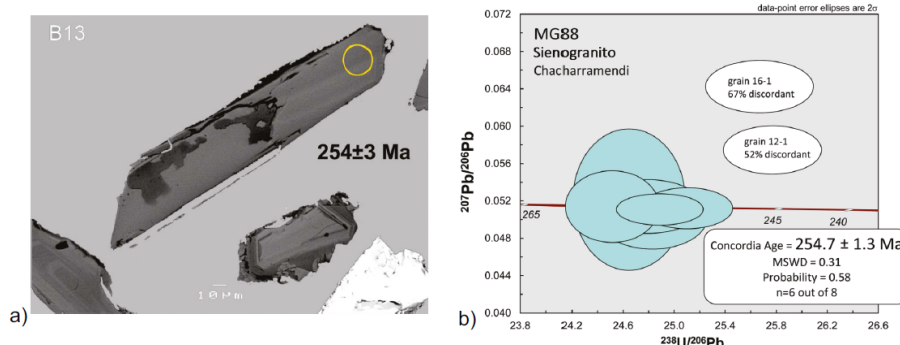 B13
254±3 Ma
10 µm
a)
data-point error ellipses are 2σ
0.072
0.068
0.064
0.060
0.056
0.052
0.048
0.044
0.040
207Pb/206Pb
MG88
Sienogranito
Chacharramendi
grain 16-1
67% discordant
grain 12-1
52% discordant
265
245
240
Concordia Age = 254.7 ± 1.3 Ma
MSWD = 0.31
Probability = 0.58
n=6 out of 8
23.8 24.2 24.6 25.0 25.4 25.8 26.2 26.6
238U/206Pb
b)